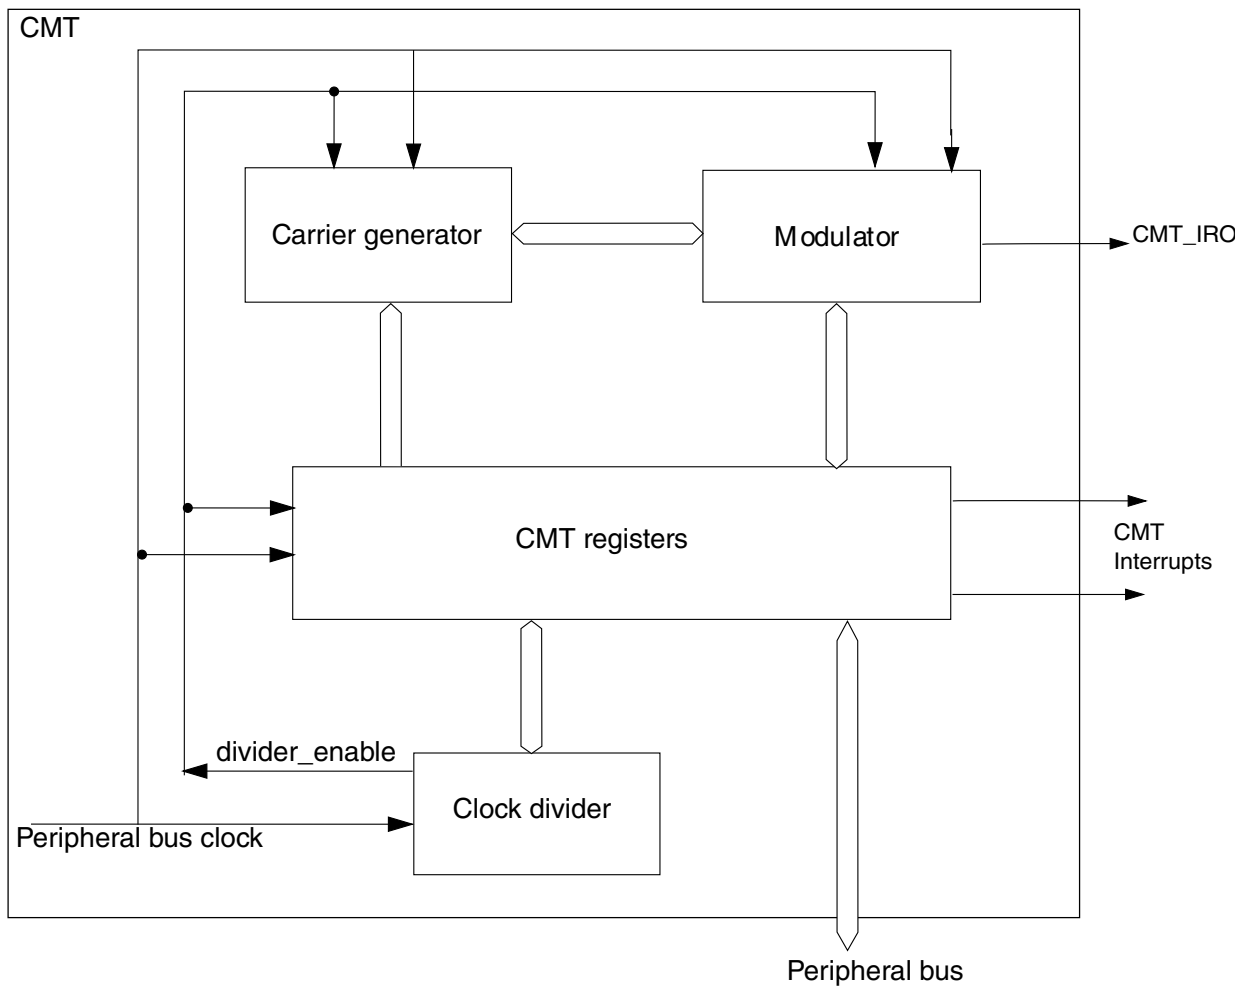 CMT
Carrier generator
Modulator
CMT_IRO
CMT registers
CMT
Interrupts
divider_enable
Clock divider
Peripheral bus clock
Peripheral bus